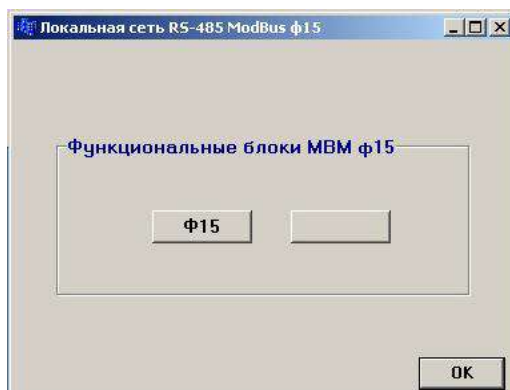 Локальная сеть RS-485 ModBus ф15
Функциональные блоки МВМ ф15
Ф15
OK